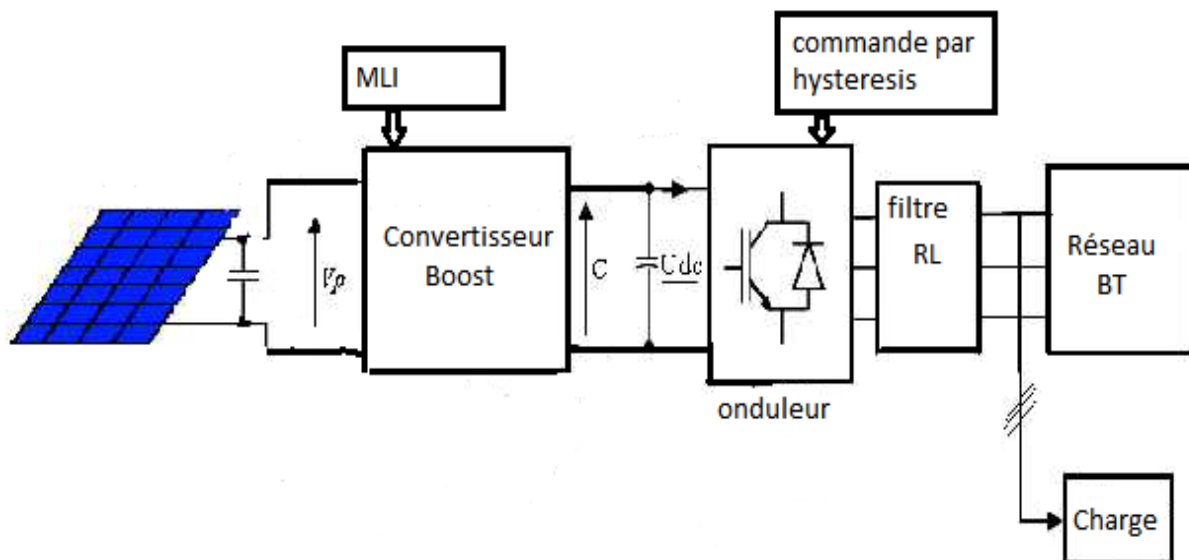 MLI
commande par
hysteresis
Convertisseur
Boost
Vp
C
Udc
filtre
RL
Réseau
BT
onduleur
Charge